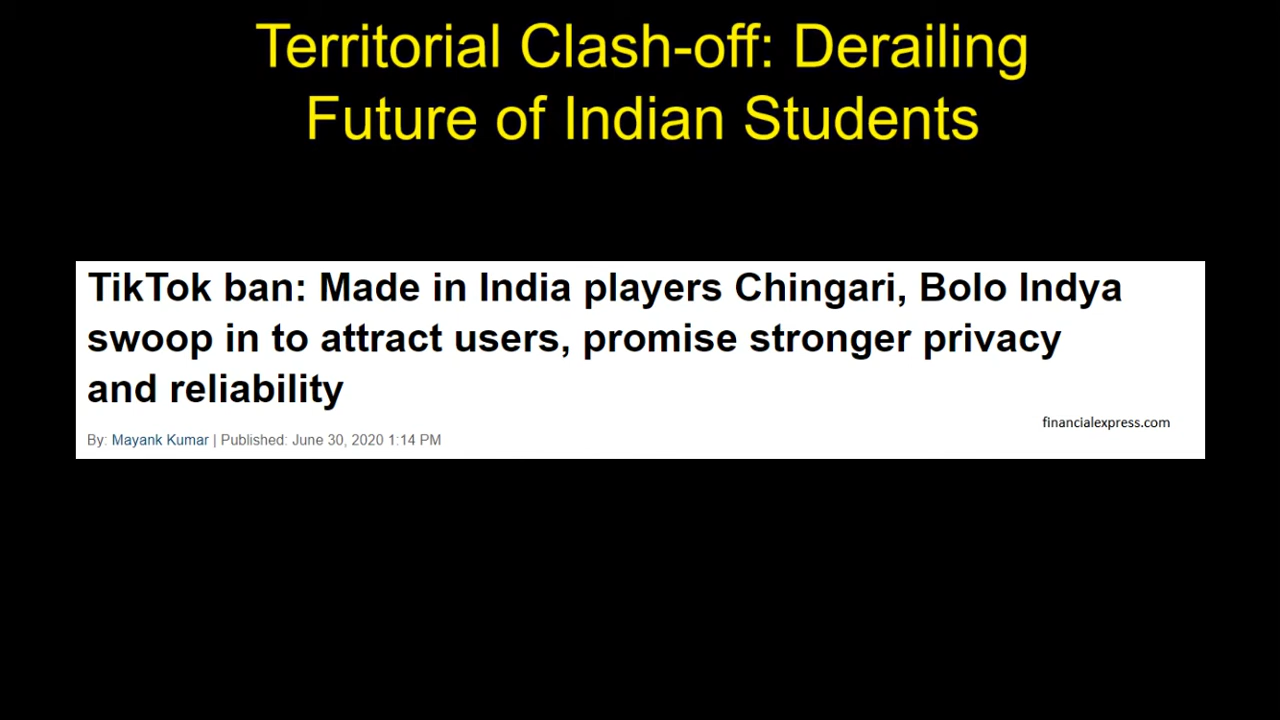 Territorial Clash-off: Derailing
Future of Indian Students
TikTok ban: Made in India players Chingari, Bolo Indya
swoop in to attract users, promise stronger privacy
and reliability
financialexpress.com
By: Mayank Kumar | Published: June 30, 2020 1:14 PM